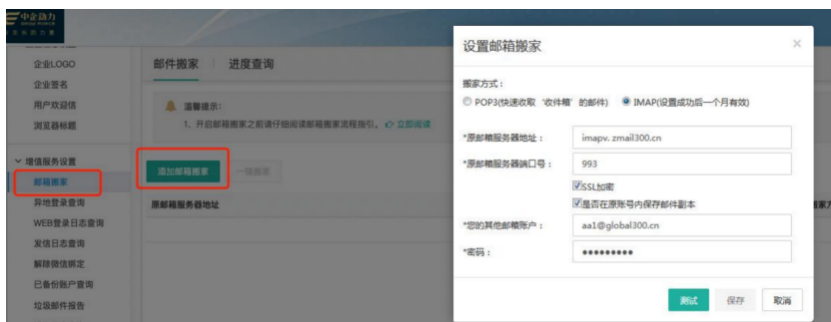 中企动力
企业LOGO
企业签名
用户欢迎信
浏览器标题
增值服务设置
邮箱搬家
异地登录查询
WEB登录日志查询
发信日志查询
解除微信绑定
已备份账户查询
垃圾邮件报告
邮件搬家
进度查询
温馨提示:
1、开启邮箱搬家之前请仔细阅读邮箱搬家流程指引。 立即阅读
添加邮箱搬家
一键搬家
原邮箱服务器地址
设置邮箱搬家 ×
搬家方式:
POP3(快速收取“收件箱”的邮件) IMAP(设置成功后一个月有效)
*原邮箱服务器地址: imapv. zmail300.cn
*原邮箱服务器端口号: 993
SSL加密
是否在原账号内保存邮件副本
*您的其他邮箱账户: aa1@global300.cn
*密码: •••••••••
测试 保存 取消